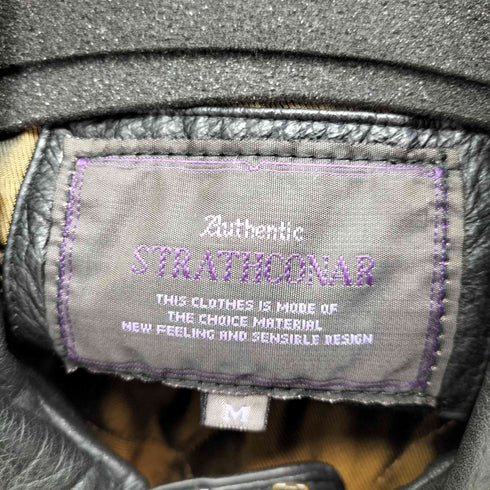 Authentic
STRATHCONAR
THIS CLOTHES IS MODE OF
THE CHOICE MATERIAL
NEW FEELING AND SENSIBLE DESIGN
M